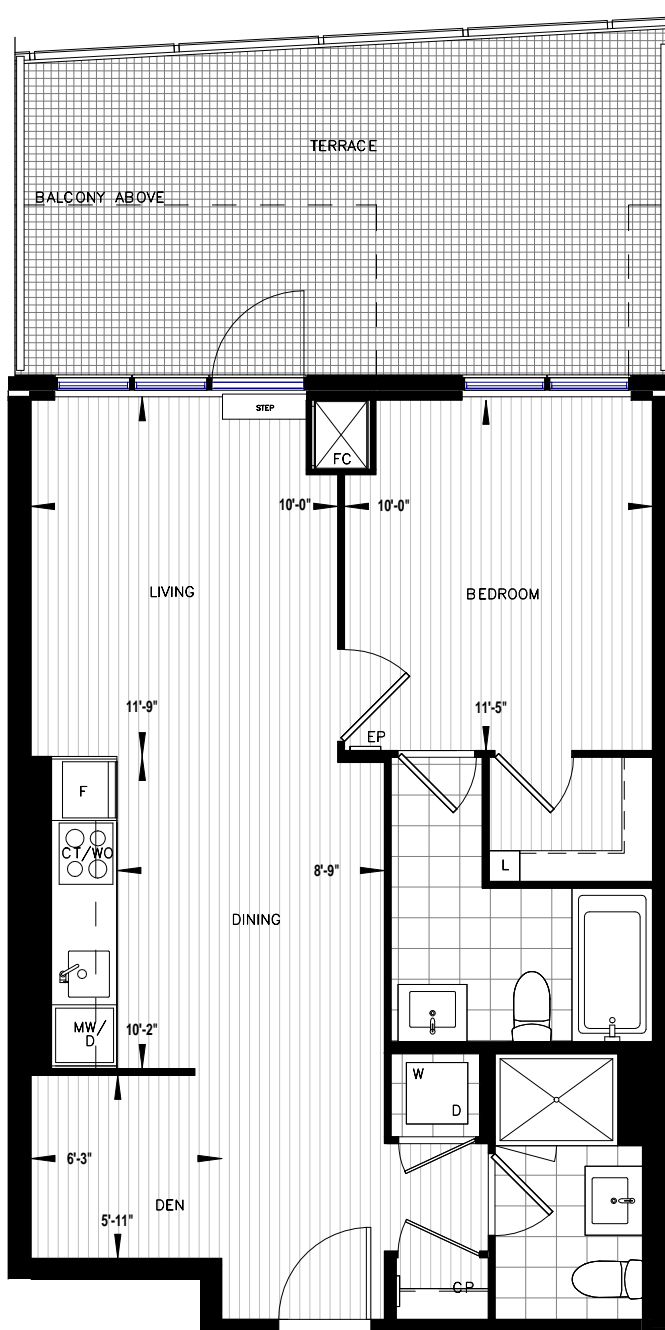 TERRACE
BALCONY ABOVE
STEP
FC
10'-0"
10'-0"
LIVING
BEDROOM
11'-9"
11'-5"
EP
F
CT/WO
8'-9"
L
DINING
MW/
D
10'-2"
W
D
6'-3"
DEN
5'-11"
CP